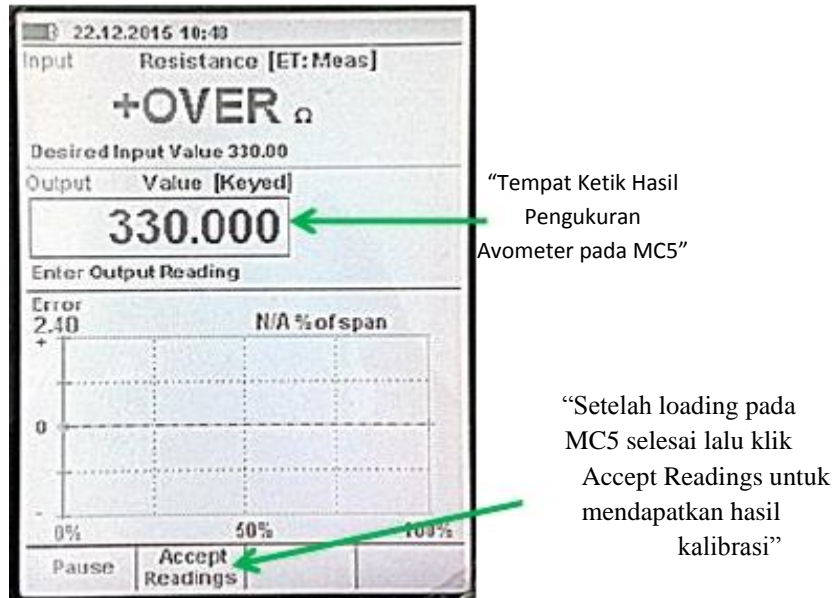 22.12.2015 10:43
Input Resistance [ET: Meas]
+OVER Ω
Desired Input Value 330.00
Output Value [Keyed]
330.000
Enter Output Reading
Error
2.40 N/A % of span
+
0
-
0% 50% 100%
Pause Accept Readings
“Tempat Ketik Hasil
Pengukuran
Avometer pada MC5”
“Setelah loading pada
MC5 selesai lalu klik
Accept Readings untuk
mendapatkan hasil
kalibrasi”